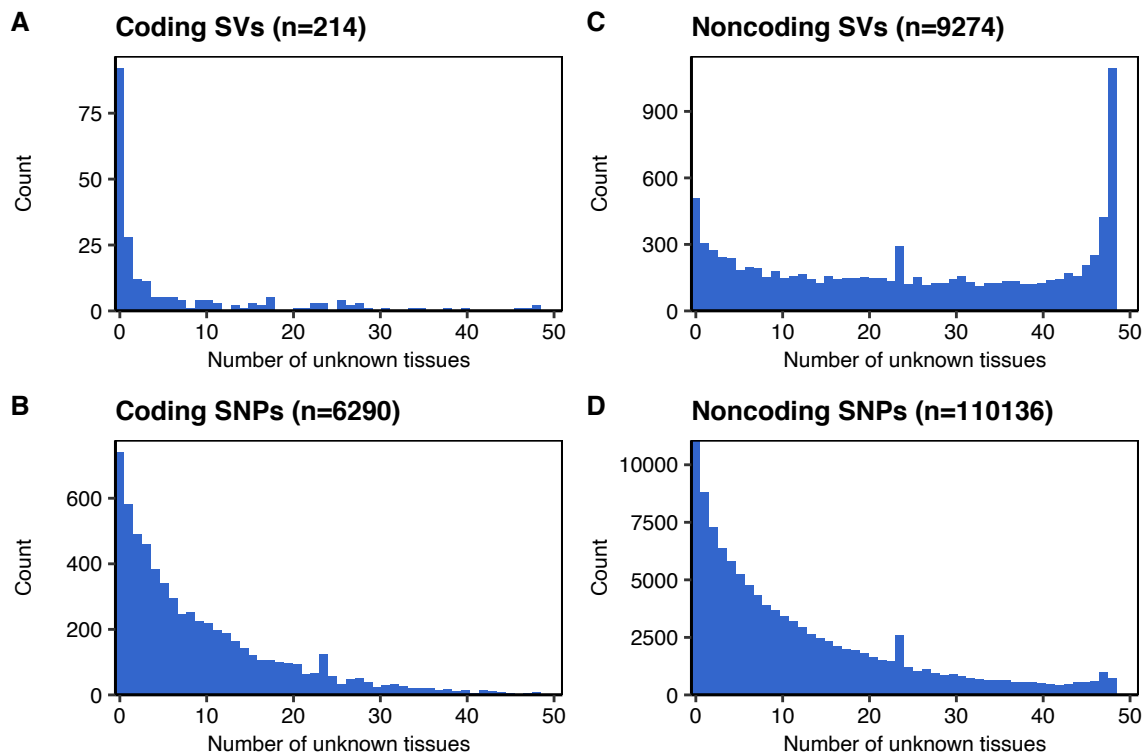 A
Coding SVs (n=214)
Count
75
50
25
0
0 10 20 30 40 50
Number of unknown tissues
B
Coding SNPs (n=6290)
Count
600
400
200
0
0 10 20 30 40 50
Number of unknown tissues
C
Noncoding SVs (n=9274)
Count
900
600
300
0
0 10 20 30 40 50
Number of unknown tissues
D
Noncoding SNPs (n=110136)
Count
10000
7500
5000
2500
0
0 10 20 30 40 50
Number of unknown tissues